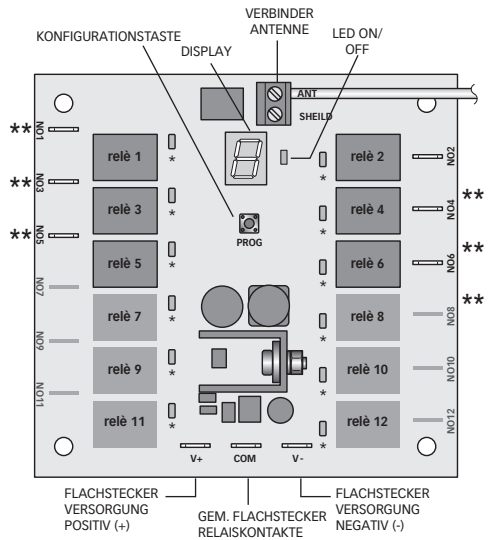 VERBINDER
ANTENNE
LED ON/
OFF
KONFIGURATIONSTASTE
DISPLAY
ANT
SHEILD
** NO1
relè 1
*
relè 2
*
NO2
** NO3
relè 3
*
relè 4
*
NO4 **
PROG
** NO5
relè 5
*
relè 6
*
NO6 **
NO7
relè 7
*
relè 8
*
NO8 **
NO9
relè 9
*
relè 10
*
NO10
NO11
relè 11
*
relè 12
*
NO12
V+
COM
V-
FLACHSTECKER
VERSORGUNG
POSITIV (+)
GEM. FLACHSTECKER
RELAISKONTAKTE
FLACHSTECKER
VERSORGUNG
NEGATIV (-)